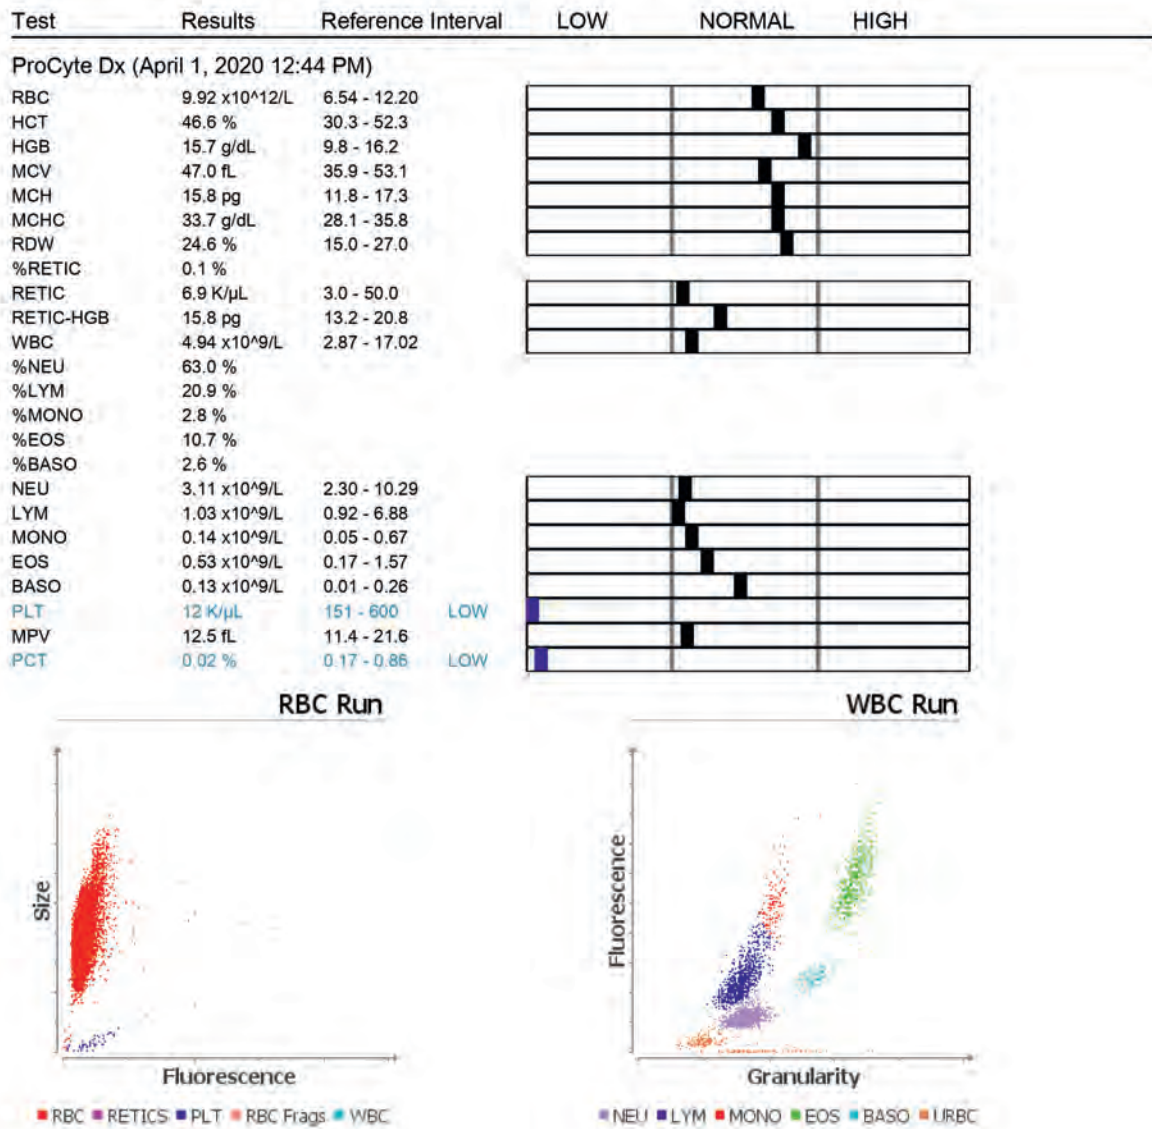 Test Results Reference Interval LOW NORMAL HIGH
ProCyte Dx (April 1, 2020 12:44 PM)
RBC 9.92 x10^12/L 6.54 - 12.20
HCT 46.6 % 30.3 - 52.3
HGB 15.7 g/dL 9.8 - 16.2
MCV 47.0 fL 35.9 - 53.1
MCH 15.8 pg 11.8 - 17.3
MCHC 33.7 g/dL 28.1 - 35.8
RDW 24.6 % 15.0 - 27.0
%RETIC 0.1 %
RETIC 6.9 K/µL 3.0 - 50.0
RETIC-HGB 15.8 pg 13.2 - 20.8
WBC 4.94 x10^9/L 2.87 - 17.02
%NEU 63.0 %
%LYM 20.9 %
%MONO 2.8 %
%EOS 10.7 %
%BASO 2.6 %
NEU 3.11 x10^9/L 2.30 - 10.29
LYM 1.03 x10^9/L 0.92 - 6.88
MONO 0.14 x10^9/L 0.05 - 0.67
EOS 0.53 x10^9/L 0.17 - 1.57
BASO 0.13 x10^9/L 0.01 - 0.26
PLT 12 K/µL 151 - 600 LOW
MPV 12.5 fL 11.4 - 21.6
PCT 0.02 % 0.17 - 0.86 LOW
RBC Run
Size
Fluorescence
RBC RETICS PLT RBC Frags WBC
WBC Run
Fluorescence
Granularity
NEU LYM MONO EOS BASO URBC